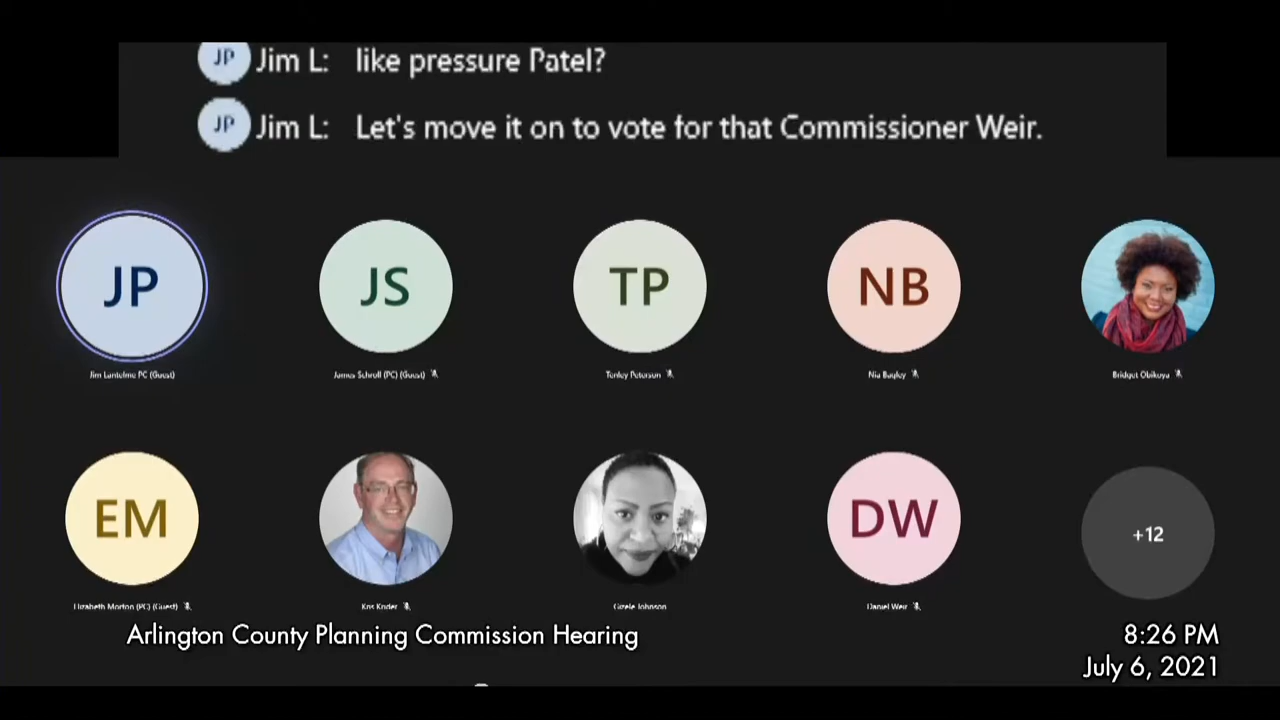 JP Jim L: like pressure Patel?
JP Jim L: Let's move it on to vote for that Commissioner Weir.
JP JS TP NB
Jim Lantelme PC (Guest) James Schroll (PC) (Guest) Tenley Peterson Nia Bagley Bridget Obikoya
EM DW +12
Elizabeth Morton (PC) (Guest) Kris Krider Gizele Johnson Daniel Weir
Arlington County Planning Commission Hearing
8:26 PM
July 6, 2021